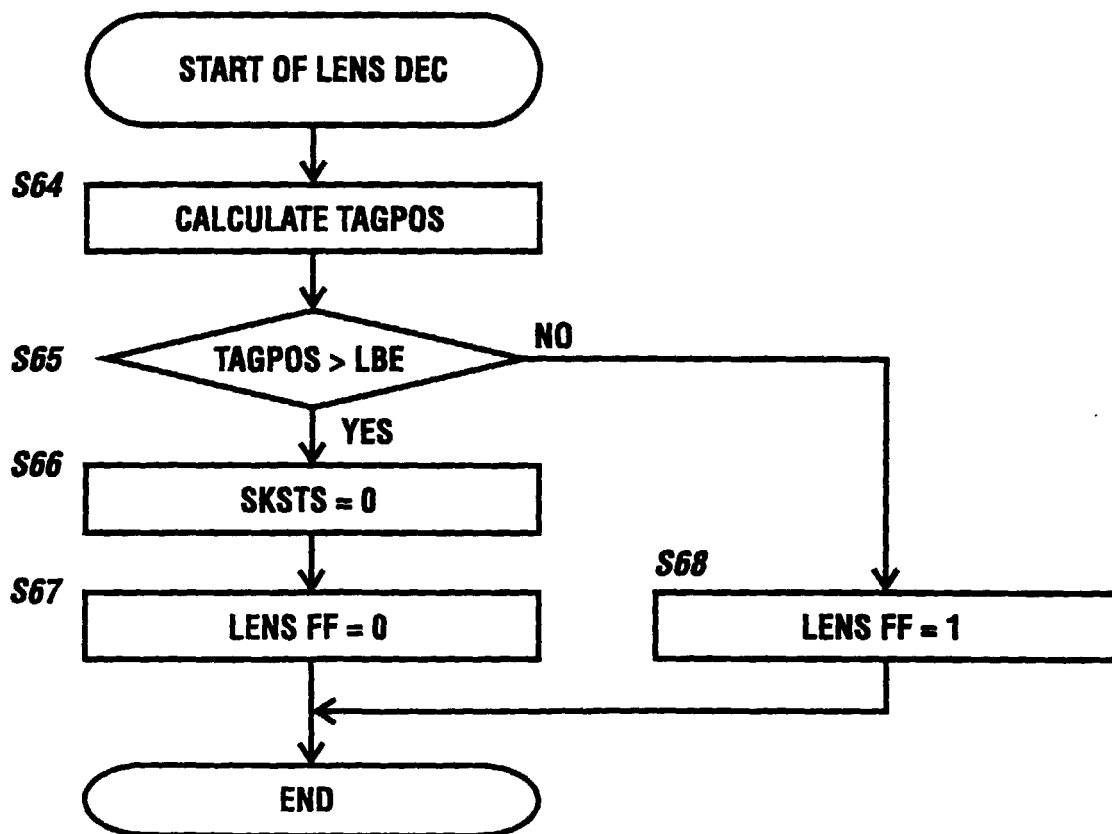 START OF LENS DEC
S64
CALCULATE TAGPOS
S65
TAGPOS > LBE
NO
YES
S66
SKSTS = 0
S67
LENS FF = 0
S68
LENS FF = 1
END